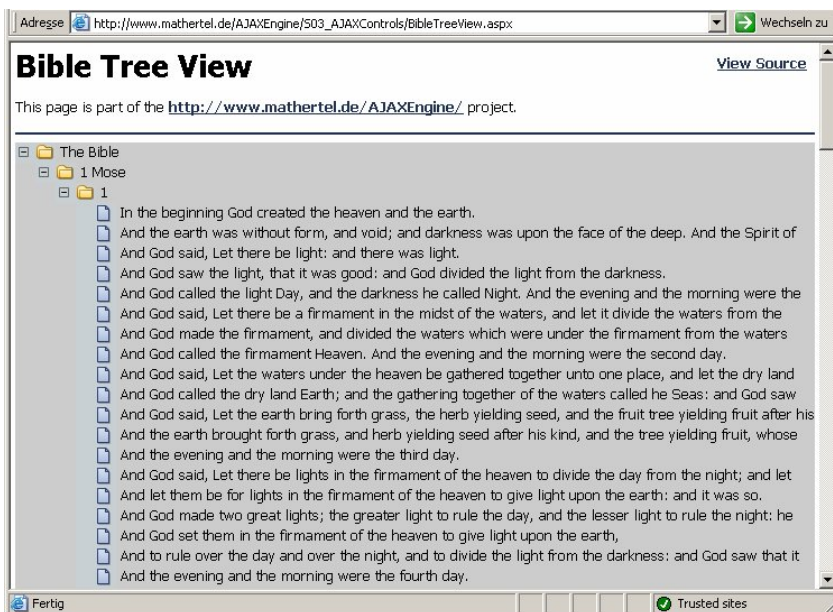 Adresse http://www.mathertel.de/AJAXEngine/S03_AJAXControls/BibleTreeView.aspx Wechseln zu
Bible Tree View View Source
This page is part of the http://www.mathertel.de/AJAXEngine/ project.
The Bible
1 Mose
1
In the beginning God created the heaven and the earth.
And the earth was without form, and void; and darkness was upon the face of the deep. And the Spirit of
And God said, Let there be light: and there was light.
And God saw the light, that it was good: and God divided the light from the darkness.
And God called the light Day, and the darkness he called Night. And the evening and the morning were the
And God said, Let there be a firmament in the midst of the waters, and let it divide the waters from the
And God made the firmament, and divided the waters which were under the firmament from the waters
And God called the firmament Heaven. And the evening and the morning were the second day.
And God said, Let the waters under the heaven be gathered together unto one place, and let the dry land
And God called the dry land Earth; and the gathering together of the waters called he Seas: and God saw
And God said, Let the earth bring forth grass, the herb yielding seed, and the fruit tree yielding fruit after his
And the earth brought forth grass, and herb yielding seed after his kind, and the tree yielding fruit, whose
And the evening and the morning were the third day.
And God said, Let there be lights in the firmament of the heaven to divide the day from the night; and let
And let them be for lights in the firmament of the heaven to give light upon the earth: and it was so.
And God made two great lights; the greater light to rule the day, and the lesser light to rule the night: he
And God set them in the firmament of the heaven to give light upon the earth,
And to rule over the day and over the night, and to divide the light from the darkness: and God saw that it
And the evening and the morning were the fourth day.
Fertig Trusted sites